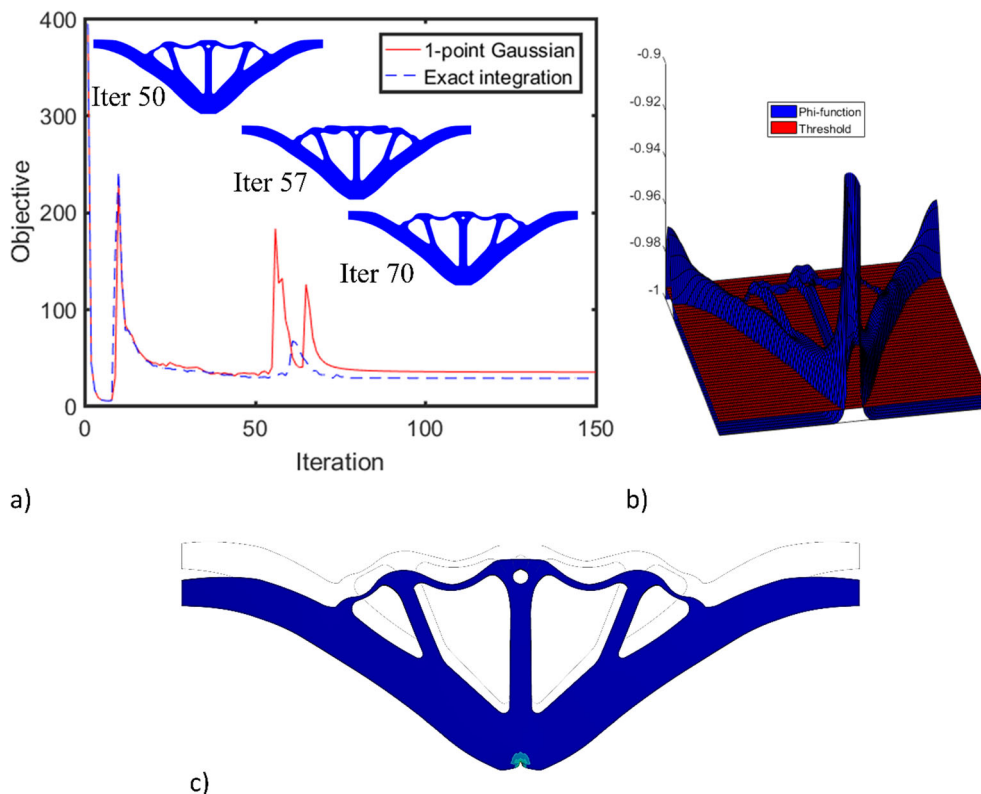 400
300
200
100
0
Objective
0
50
100
150
Iteration
1-point Gaussian
Exact integration
Iter 50
Iter 57
Iter 70
a)
-0.9
-0.92
-0.94
-0.96
-0.98
-1
Phi-function
Threshold
b)
c)